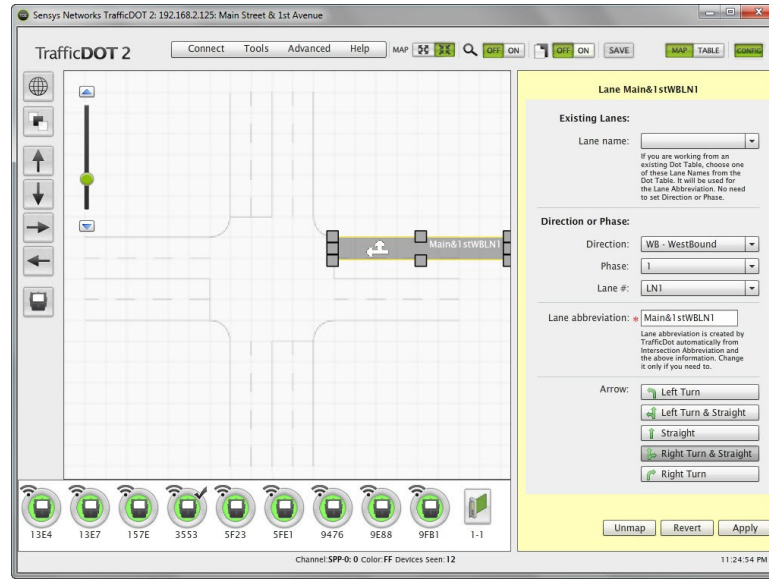 Sensys Networks TrafficDOT 2: 192.168.2.125: Main Street & 1st Avenue
TrafficDOT 2
Connect Tools Advanced Help MAP OFF ON OFF ON SAVE MAP TABLE CONFIG
Lane Main&1stWBLN1
Existing Lanes:
Lane name:
If you are working from an
existing Dot Table, choose one
of these Lane Names from the
Dot Table. It will be used for
the Lane Abbreviation. No need
to set Direction or Phase.
Direction or Phase:
Direction: WB - WestBound
Phase: 1
Lane #: LN1
Lane abbreviation: * Main&1stWBLN1
Lane abbreviation is created by
TrafficDot automatically from
Intersection Abbreviation and
the above information. Change
it only if you need to.
Arrow: Left Turn
Left Turn & Straight
Straight
Right Turn & Straight
Right Turn
Unmap Revert Apply
Main&1stWBLN1
13E4 13E7 157E 3553 5F23 5FE1 9476 9E88 9FB1 1-1
Channel:SPP-0: 0 Color:FF Devices Seen:12
11:24:54 PM